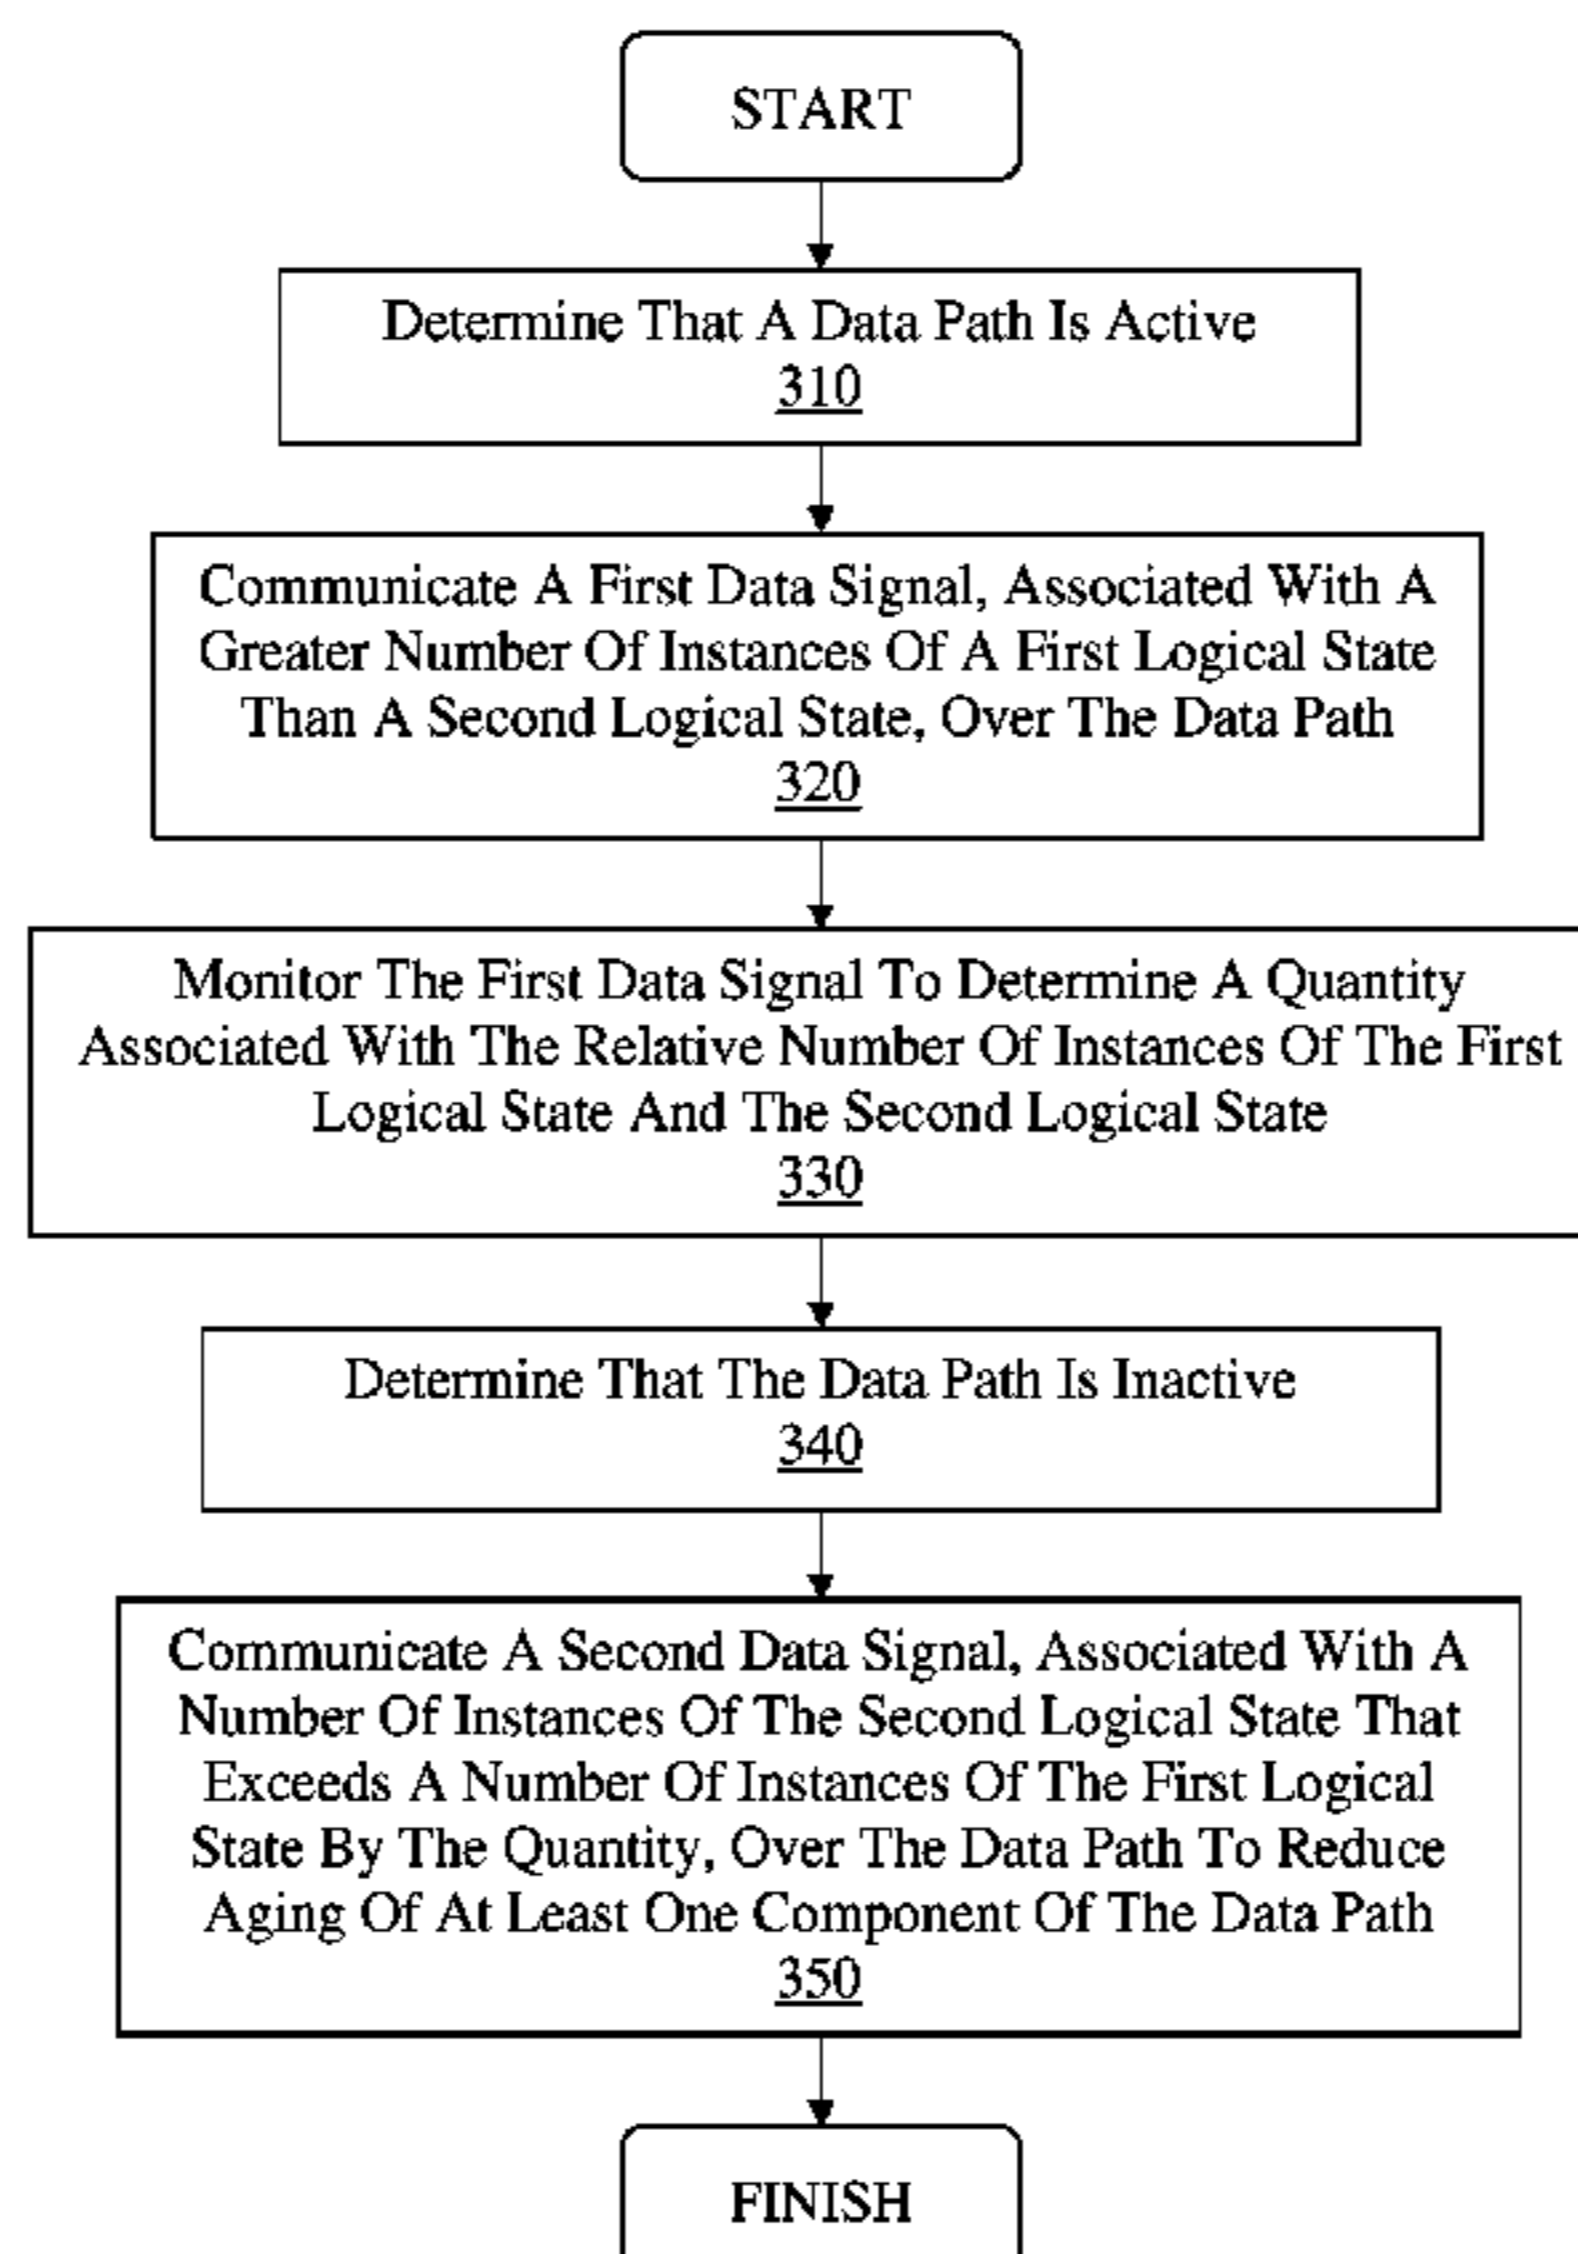 START
Determine That A Data Path Is Active
310
Communicate A First Data Signal, Associated With A
Greater Number Of Instances Of A First Logical State
Than A Second Logical State, Over The Data Path
320
Monitor The First Data Signal To Determine A Quantity
Associated With The Relative Number Of Instances Of The First
Logical State And The Second Logical State
330
Determine That The Data Path Is Inactive
340
Communicate A Second Data Signal, Associated With A
Number Of Instances Of The Second Logical State That
Exceeds A Number Of Instances Of The First Logical
State By The Quantity, Over The Data Path To Reduce
Aging Of At Least One Component Of The Data Path
350
FINISH